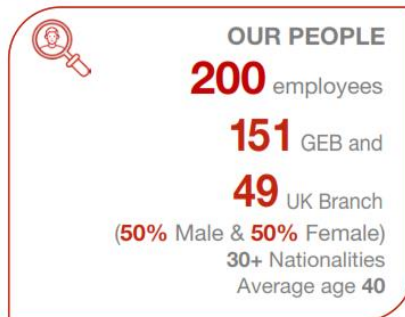 OUR PEOPLE
200 employees
151 GEB and
49 UK Branch
(50% Male & 50% Female)
30+ Nationalities
Average age 40